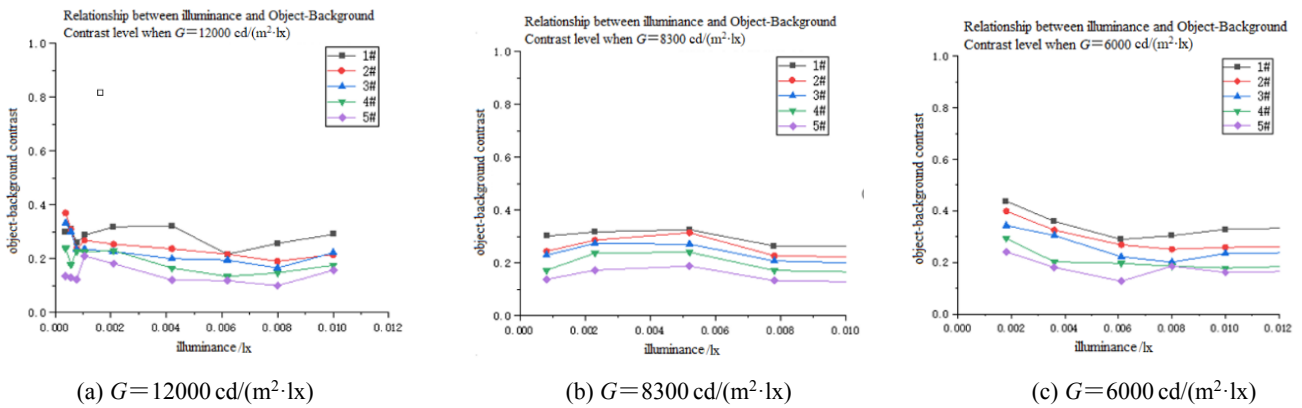 Relationship between illuminance and Object-Background
Contrast level when G=12000 cd/(m²·lx)
1.0
0.8
0.6
0.4
0.2
0.0
object-background contrast
1#
2#
3#
4#
5#
0.000 0.002 0.004 0.006 0.008 0.010 0.012
illuminance/lx
(a) G=12000 cd/(m²·lx)
Relationship between illuminance and Object-Background
Contrast level when G=8300 cd/(m²·lx)
1.0
0.8
0.6
0.4
0.2
0.0
object-background contrast
1#
2#
3#
4#
5#
0.000 0.002 0.004 0.006 0.008 0.010
illuminance/lx
(b) G=8300 cd/(m²·lx)
Relationship between illuminance and Object-Background
Contrast level when G=6000 cd/(m²·lx)
1.0
0.8
0.6
0.4
0.2
0.0
object-background contrast
1#
2#
3#
4#
5#
0.000 0.002 0.004 0.006 0.008 0.010 0.012
illuminance/lx
(c) G=6000 cd/(m²·lx)